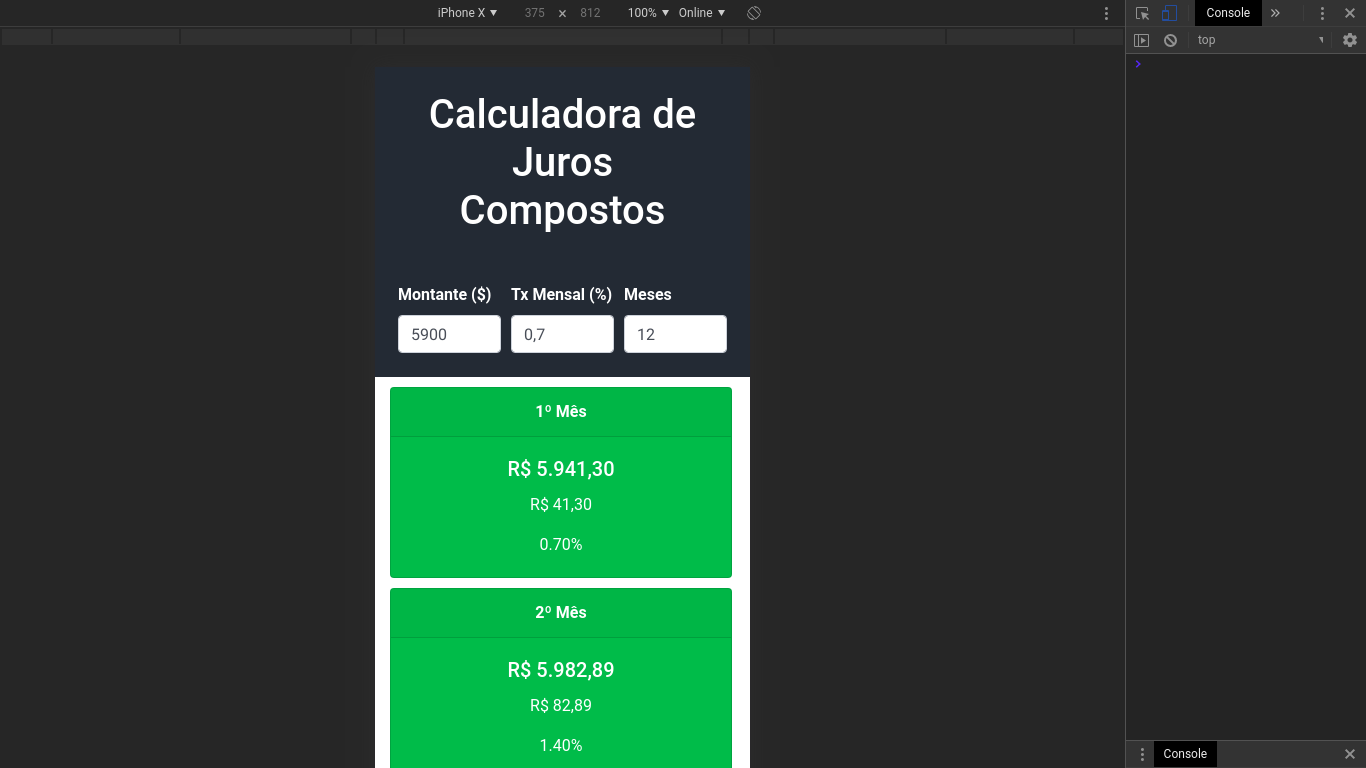 iPhone X ▼ 375 × 812 100% ▼ Online ▼
Console »
top ▼
Calculadora de
Juros
Compostos
Montante ($) Tx Mensal (%) Meses
5900 0,7 12
1º Mês
R$ 5.941,30
R$ 41,30
0.70%
2º Mês
R$ 5.982,89
R$ 82,89
1.40%
Console